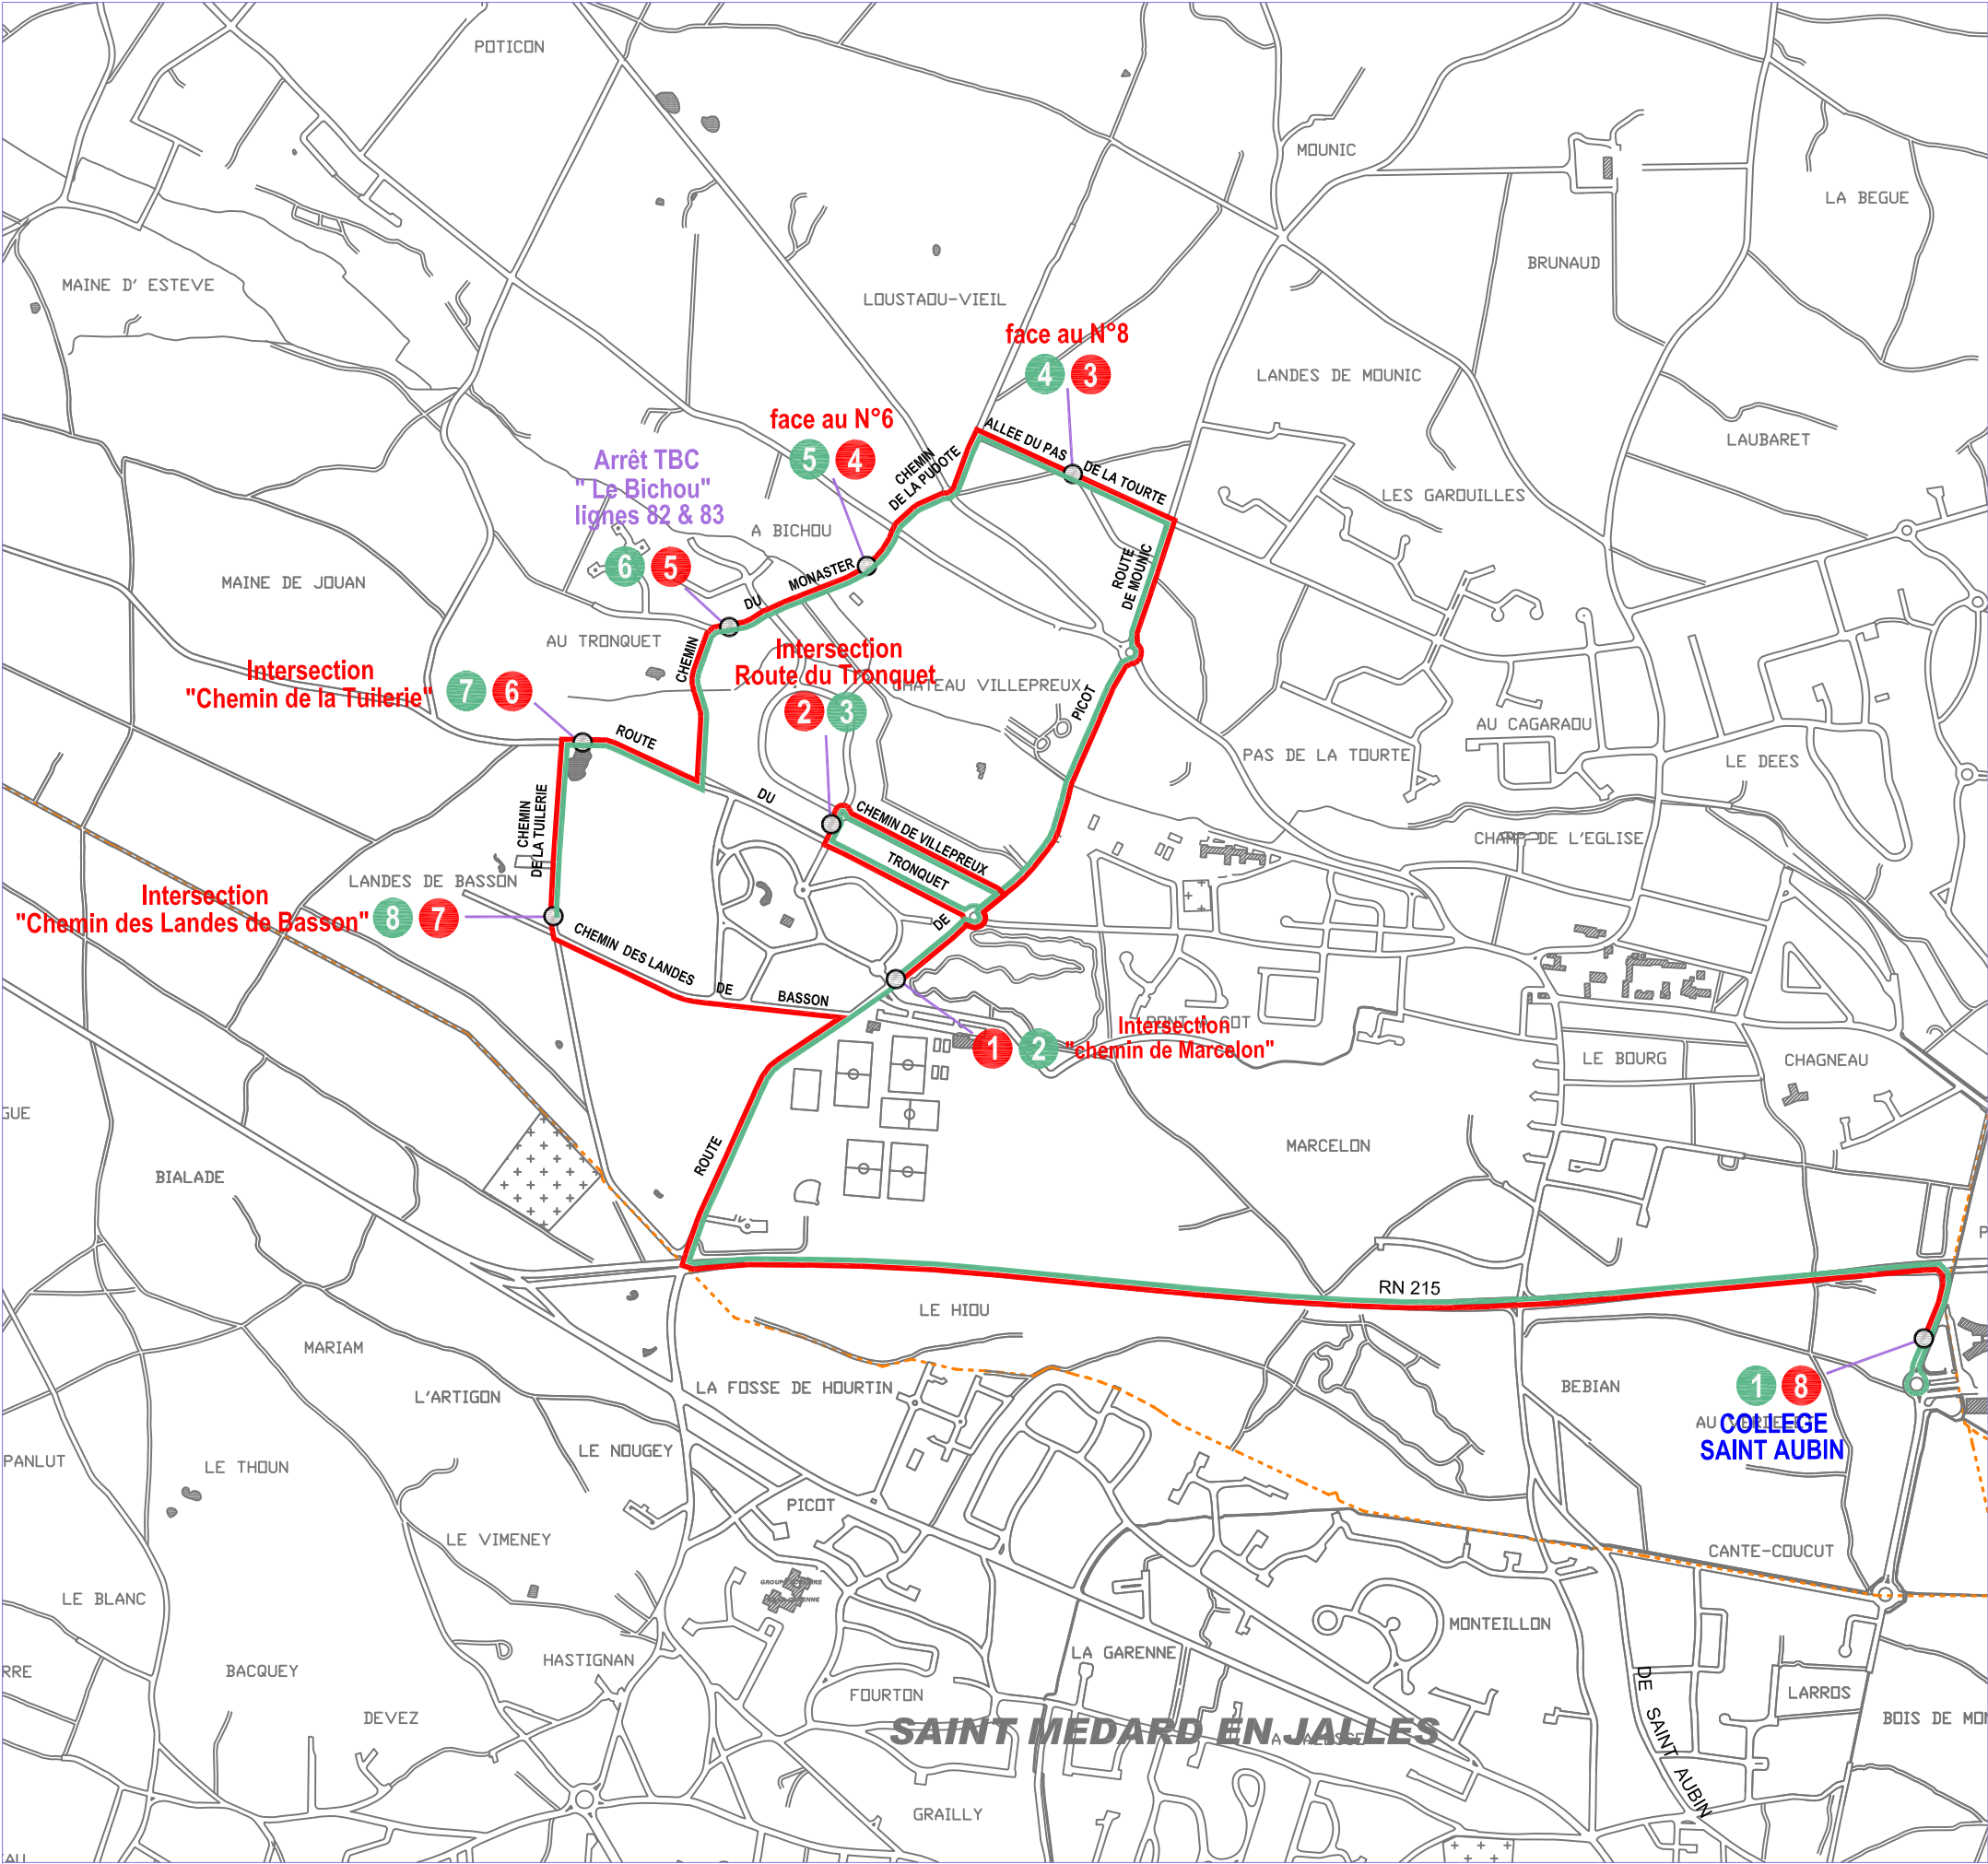 POTICON
MOUNIC
LA BEGUE
BRUNAUD
MAINE D' ESTEVE
LOUSTAOU-VIEIL
face au N°8
4 3
LANDES DE MOUNIC
face au N°6
5 4
ALLEE DU PAS
DE LA TOURTE
LAUBARET
CHEMIN
DE LA PUDOTE
Arrêt TBC
" Le Bichou"
lignes 82 & 83
LES GAROUILLES
A BICHOU
6 5
MAINE DE JOUAN
DU
MONASTER
CHEMIN
ROUTE
DE MOUNIC
AU TRONQUET
Intersection
Route du Tronquet
2 3
CHATEAU VILLEPREUX
Intersection
"Chemin de la Tuilerie"
7 6
PICOT
AU CAGARAOU
ROUTE
PAS DE LA TOURTE
LE DEES
DU
CHEMIN
DE LA TUILERIE
CHEMIN DE VILLEPREUX
CHAMP DE L'EGLISE
TRONQUET
LANDES DE BASSON
Intersection
"Chemin des Landes de Basson"
8 7
DE
CHEMIN DES LANDES
DE
BASSON
Intersection
"chemin de Marcelon"
1 2
LE BOURG
CHAGNEAU
GUE
MARCELON
ROUTE
BIALADE
RN 215
LE HIOU
MARIAM
LA FOSSE DE HOURTIN
BEBIAN
1 8
L'ARTIGON
COLLEGE
SAINT AUBIN
LE NOUGEY
PANLUT
LE THOUN
PICOT
LE VIMENEY
CANTE-COUCUT
LE BLANC
MONTEILLON
LA GARENNE
HASTIGNAN
RRE
BACQUEY
FOURTON
LARROS
DEVEZ
BOIS DE MO
SAINT MEDARD EN JALLES
DE SAINT AUBIN
GRAILLY